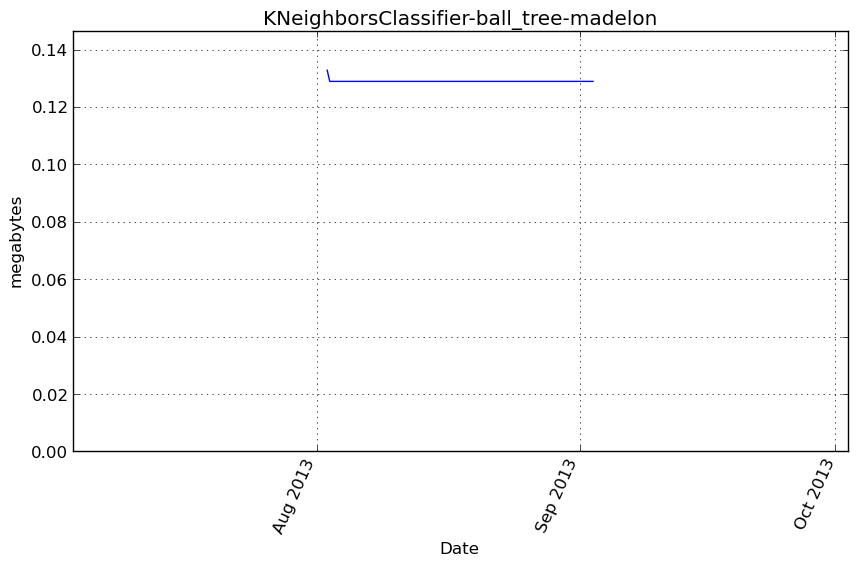 KNeighborsClassifier-ball_tree-madelon
0.14
0.12
0.10
0.08
0.06
0.04
0.02
0.00
megabytes
Aug 2013
Sep 2013
Oct 2013
Date